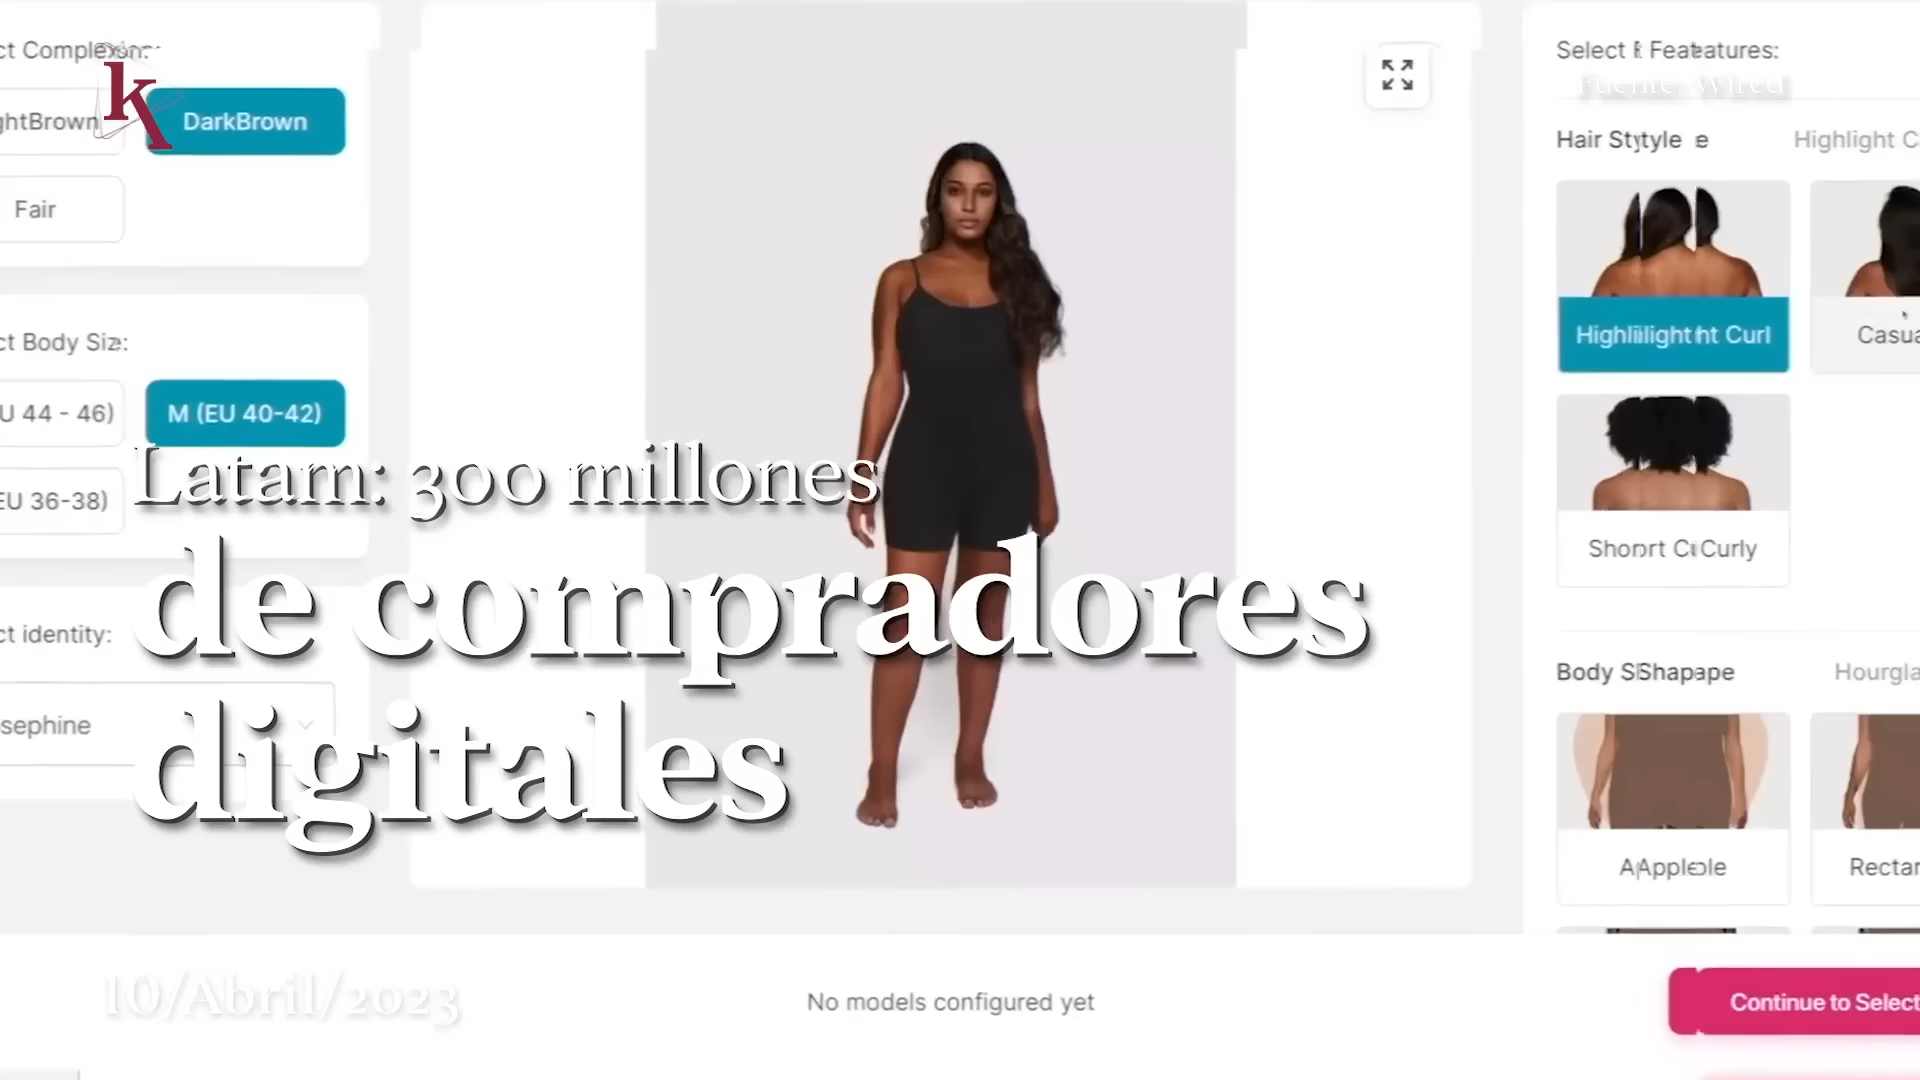 ct Complexion:
k
ghtBrown
DarkBrown
Fair
ct Body Size:
U 44 - 46)
M (EU 40-42)
EU 36-38)
ct identity:
sephine
Latam: 300 millones
de compradores
digitales
10/Abril/2023
No models configured yet
Select Features:
Fuente: Wired
Hair Style
Highlight C
Highlight Curl
Casua
Short Curly
Body Shape
Hourgla
Apple
Rectan
Continue to Select